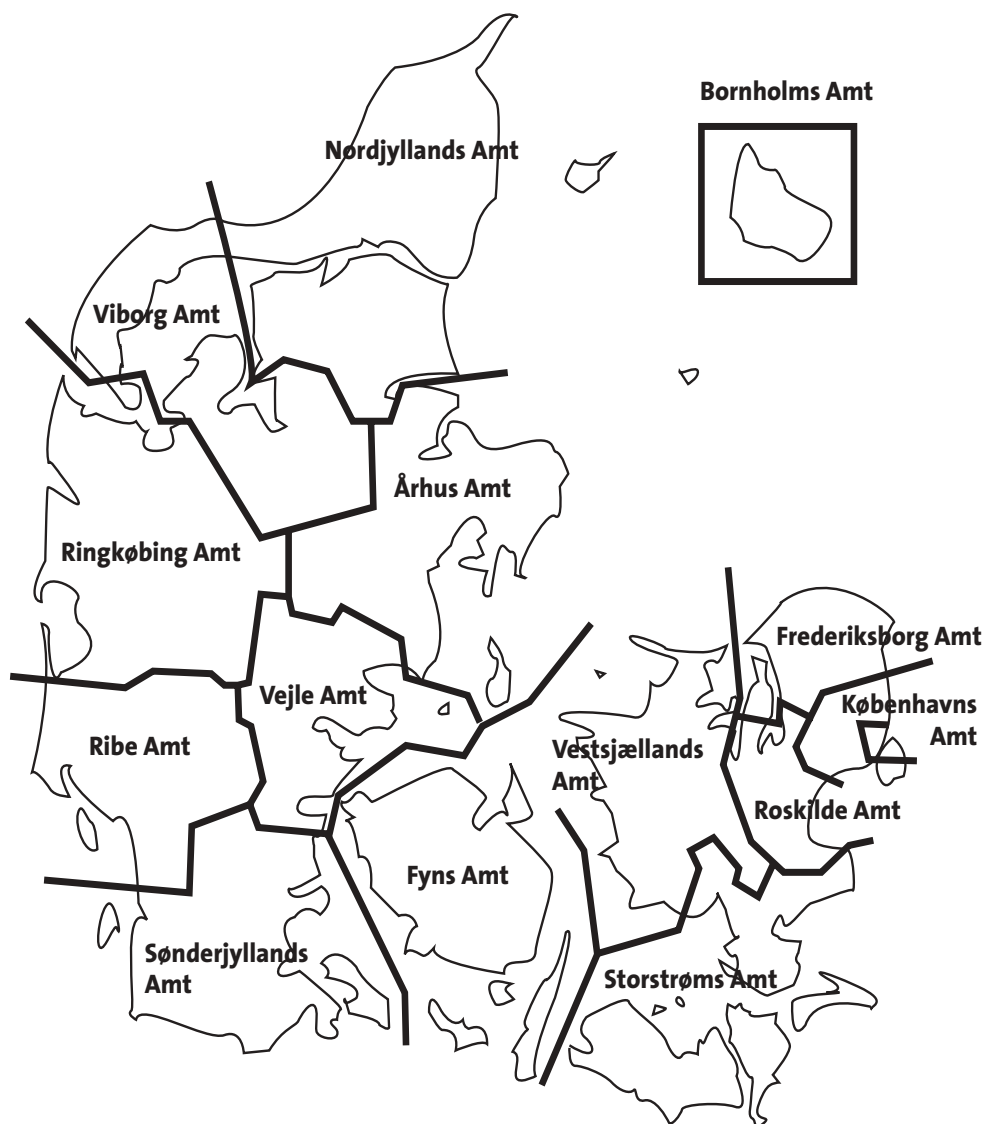 Bornholms Amt
Nordjyllands Amt
Viborg Amt
Århus Amt
Ringkøbing Amt
Frederiksborg Amt
Vejle Amt
Københavns
Amt
Ribe Amt
Vestsjællands
Amt
Roskilde Amt
Fyns Amt
Sønderjyllands
Amt
Storstrøms Amt